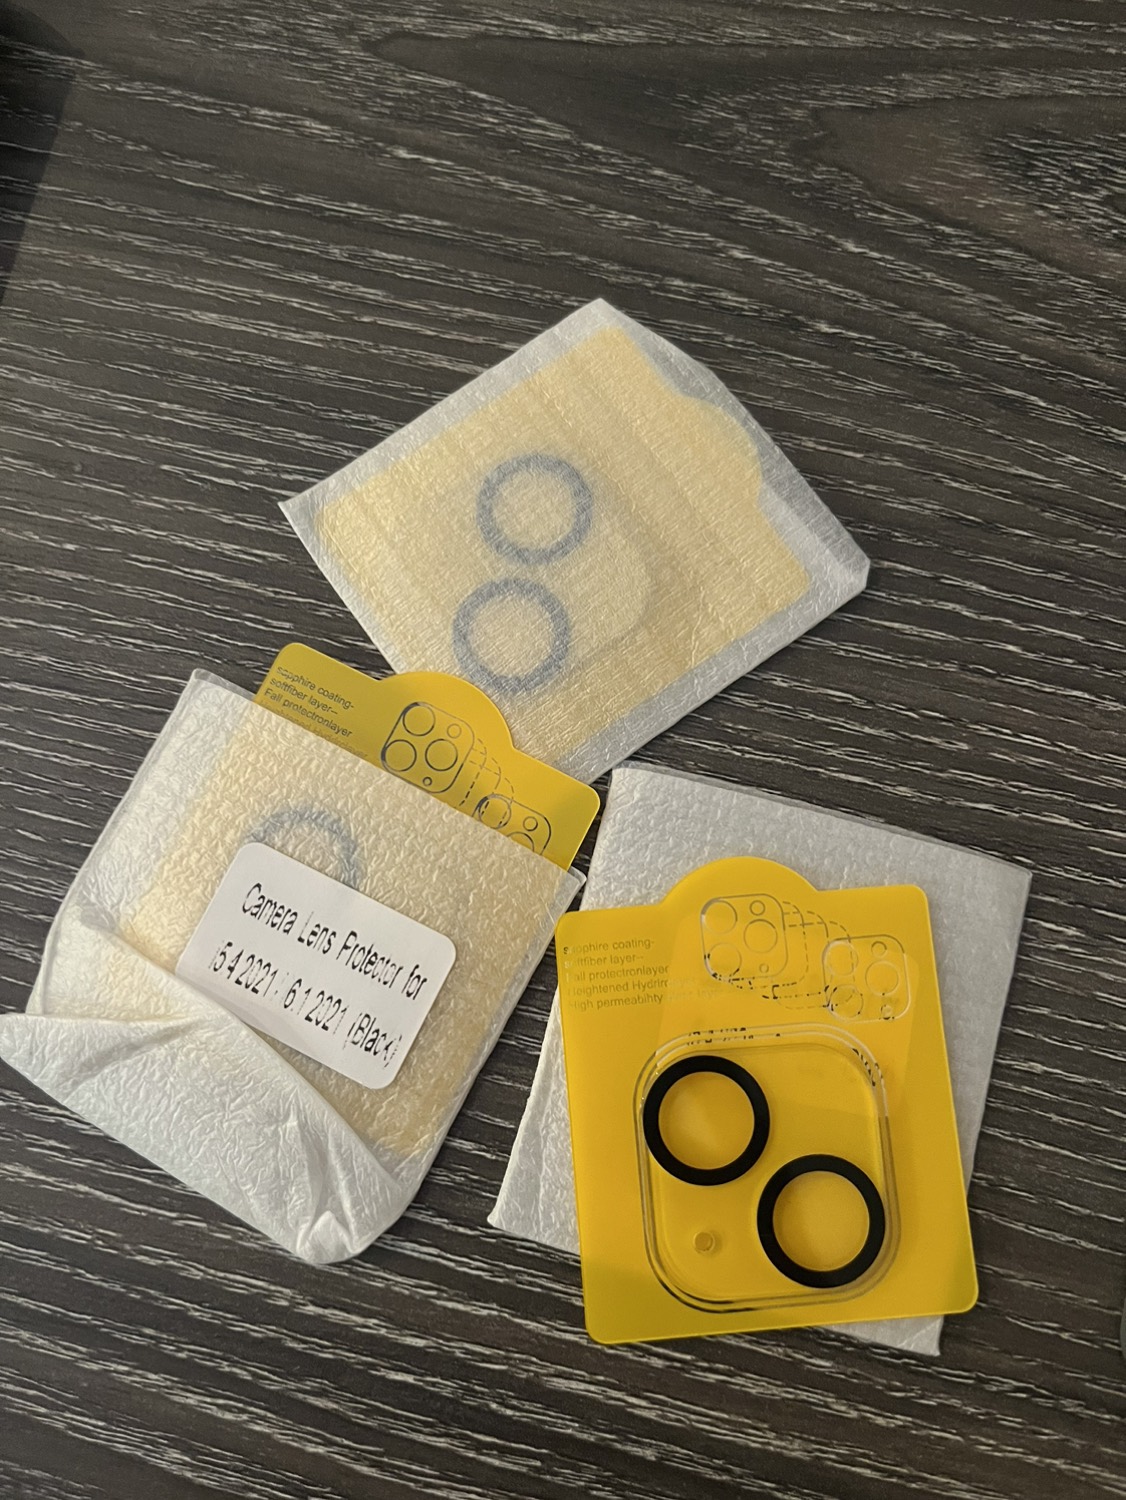 sapphire coating-
softfiber layer--
Fall protectronlayer
Camera Lens Protector for
i5.4 2021 / 6.1 2021 (Black)
sapphire coating-
softfiber layer--
Fall protectronlayer
Heightened Hydro
High permeability